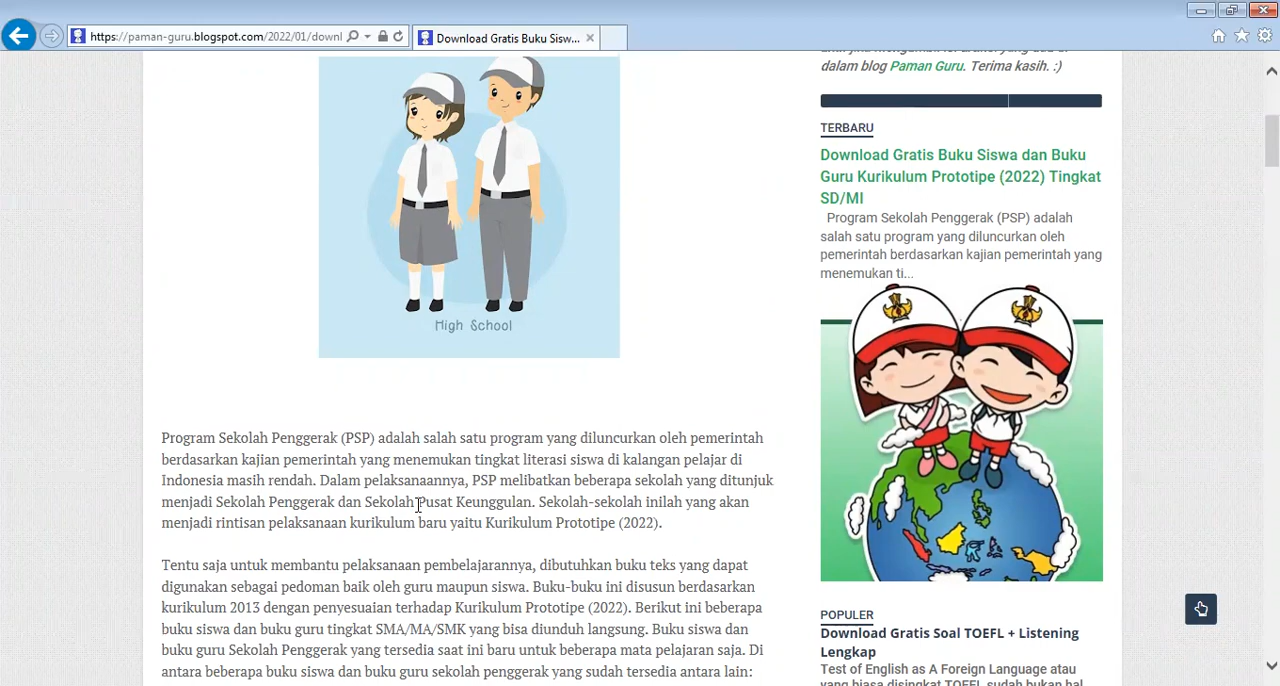 https://paman-guru.blogspot.com/2022/01/downl
Download Gratis Buku Sisw...
High School
Program Sekolah Penggerak (PSP) adalah salah satu program yang diluncurkan oleh pemerintah
berdasarkan kajian pemerintah yang menemukan tingkat literasi siswa di kalangan pelajar di
Indonesia masih rendah. Dalam pelaksanaannya, PSP melibatkan beberapa sekolah yang ditunjuk
menjadi Sekolah Penggerak dan Sekolah Pusat Keunggulan. Sekolah-sekolah inilah yang akan
menjadi rintisan pelaksanaan kurikulum baru yaitu Kurikulum Prototipe (2022).
Tentu saja untuk membantu pelaksanaan pembelajarannya, dibutuhkan buku teks yang dapat
digunakan sebagai pedoman baik oleh guru maupun siswa. Buku-buku ini disusun berdasarkan
kurikulum 2013 dengan penyesuaian terhadap Kurikulum Prototipe (2022). Berikut ini beberapa
buku siswa dan buku guru tingkat SMA/MA/SMK yang bisa diunduh langsung. Buku siswa dan
buku guru Sekolah Penggerak yang tersedia saat ini baru untuk beberapa mata pelajaran saja. Di
antara beberapa buku siswa dan buku guru sekolah penggerak yang sudah tersedia antara lain:
dalam blog Paman Guru. Terima kasih. :)
TERBARU
Download Gratis Buku Siswa dan Buku
Guru Kurikulum Prototipe (2022) Tingkat
SD/MI
Program Sekolah Penggerak (PSP) adalah
salah satu program yang diluncurkan oleh
pemerintah berdasarkan kajian pemerintah yang
menemukan ti...
POPULER
Download Gratis Soal TOEFL + Listening
Lengkap
Test of English as A Foreign Language atau
yang biasa disingkat TOEFL sudah bukan hal